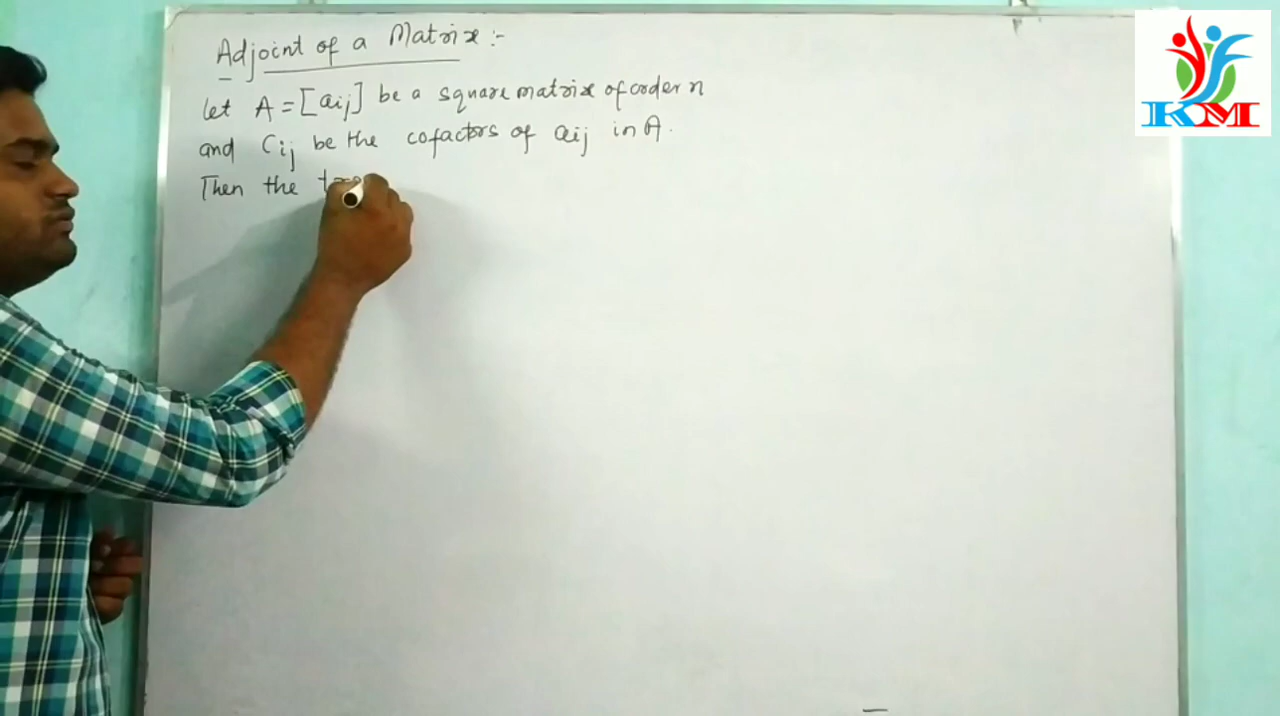 Adjoint of a Matrix :-
let A = [aij] be a square matrix of order n
and Cij be the cofactors of aij in A.
Then the
KM